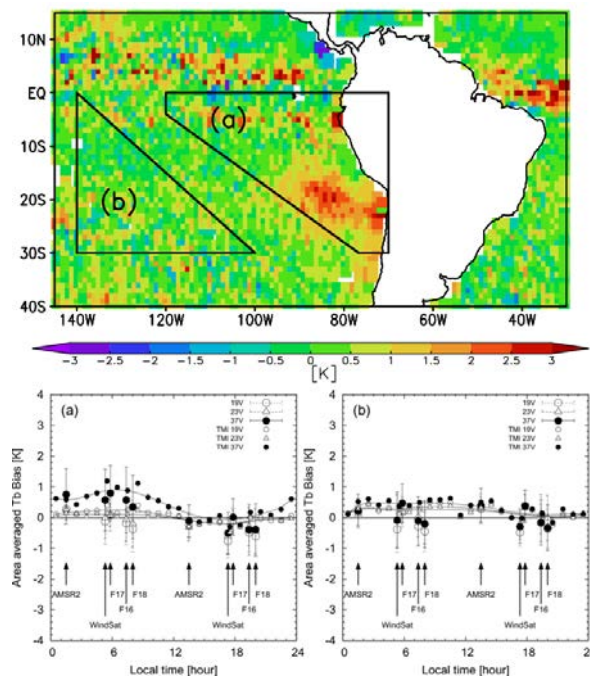 10N
EQ
10S
20S
30S
40S
(a)
(b)
140W 120W 100W 80W 60W 40W
-3 -2.5 -2 -1.5 -1 -0.5 0 0.5 1 1.5 2 2.5 3
[K]
(a)
19V
23V
37V
TMI 19V
TMI 23V
TMI 37V
Area averaged Tb Bias [K]
4
3
2
1
0
-1
-2
-3
-4
AMSR2
WindSat
F17
F16
F18
AMSR2
WindSat
F17
F16
F18
0 6 12 18 24
Local time [hour]
(b)
19V
23V
37V
TMI 19V
TMI 23V
TMI 37V
Area averaged Tb Bias [K]
4
3
2
1
0
-1
-2
-3
-4
AMSR2
WindSat
F17
F16
F18
AMSR2
WindSat
F17
F16
F18
0 6 12 18 24
Local time [hour]